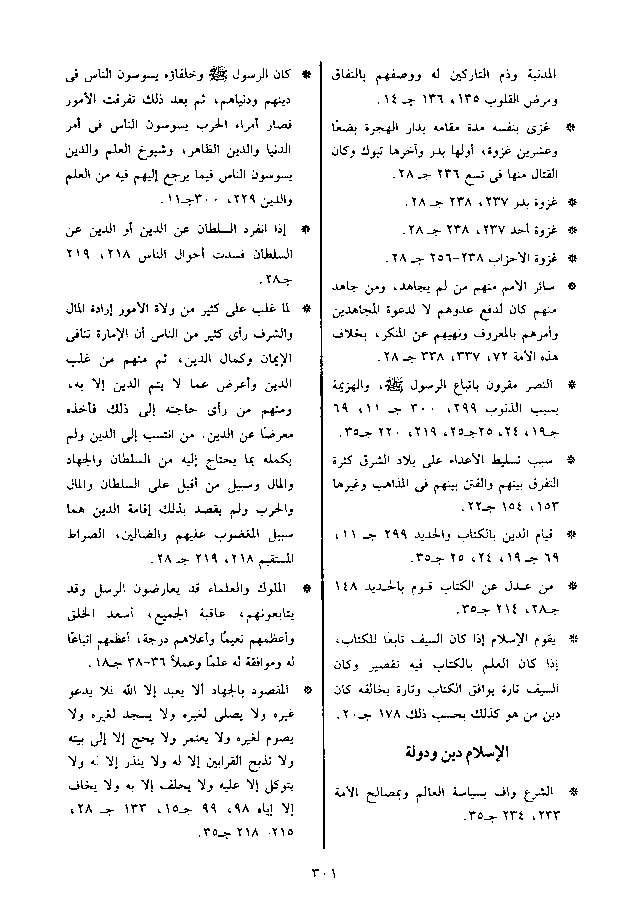 المدنية وذم التاركين له ووصفهم بالنفاق
ومرض القلوب ١٣٥، ١٣٦ جـ ١٤.
* غزى بنفسه مدة مقامه بدار الهجرة بضعًا
وعشرين غزوة، أولها بدر وآخرها تبوك وكان
القتال منها فى تسع ٢٣٦ جـ ٢٨.
* غزوة بدر ٢٣٧، ٢٣٨ جـ ٢٨.
* غزوة أحد ٢٣٧، ٢٣٨ جـ ٢٨.
* غزوة الأحزاب ٢٣٨-٢٥٦ جـ ٢٨.
* سائر الأمم منهم من لم يجاهد، ومن جاهد
منهم كان لدفع عدوهم لا لدعوة المجاهدين
وأمرهم بالمعروف ونهيهم عن المنكر، بخلاف
هذه الأمة ٧٢، ٣٣٧، ٣٣٨ جـ ٢٨.
* النصر مقرون باتباع الرسول ﷺ، والهزيمة
بسبب الذنوب ٢٩٩، ٣٠٠ جـ ١١، ٦٩
جـ١٩، ٢٤، ٢٥جـ٢٥، ٢١٩، ٢٢٠ جـ٣٥.
* سبب تسليط الأعداء على بلاد الشرق كثرة
التفرق بينهم والفتن بينهم فى المذاهب وغيرها
١٥٣، ١٥٤ جـ٢٢.
* قيام الدين بالكتاب والحديد ٢٩٩ جـ ١١،
٦٩ جـ ١٩، ٢٤، ٢٥ جـ٣٥.
* من عدل عن الكتاب قوم بالحديد ١٤٨
جـ٢٨، ٢١٤ جـ٣٥.
* يقوم الإسلام إذا كان السيف تابعًا للكتاب،
إذا كان العلم بالكتاب فيه تقصير وكان
السيف تارة يوافق الكتاب وتارة يخالفه كان
دين من هو كذلك بحسب ذلك ١٧٨ جـ٢٠.
الإسلام دين ودولة
* الشرع واف بسياسة العالم وبمصالح الأمة
٢٣٣، ٢٣٤ جـ٣٥.
* كان الرسول ﷺ وخلفاؤه يسوسون الناس فى
دينهم ودنياهم، ثم بعد ذلك تفرقت الأمور
فصار أمراء الحرب يسوسون الناس فى أمر
الدنيا والدين الظاهر، وشيوخ العلم والدين
يسوسون الناس فيما يرجع إليهم فيه من العلم
والدين ٢٢٩، ٣٠٠جـ١١.
* إذا انفرد السلطان عن الدين أو الدين عن
السلطان فسدت أحوال الناس ٢١٨، ٢١٩
جـ٢٨.
* لما غلب على كثير من ولاة الأمور إرادة المال
والشرف رأى كثير من الناس أن الإمارة تنافى
الإيمان وكمال الدين، ثم منهم من غلب
الدين وأعرض عما لا يتم الدين إلا به،
ومنهم من رأى حاجته إلى ذلك فأخذه
معرضًا عن الدين. من انتسب إلى الدين ولم
يكمله بما يحتاج إليه من السلطان والجهاد
والمال وسبيل من أقبل على السلطان والمال
والحرب ولم يقصد بذلك إقامة الدين هما
سبيل المغضوب عليهم والضالين، الصراط
المستقيم ٢١٨، ٢١٩ جـ ٢٨.
* الملوك والعلماء قد يعارضون الرسل وقد
يتابعونهم، عاقبة الجميع، أسعد الخلق
وأعظمهم نعيمًا وأعلاهم درجة، أعظمهم اتباعًا
له وموافقة له علمًا وعملاً ٣٦-٣٨ جـ١٨.
* المقصود بالجهاد ألا يعبد إلا الله فلا يدعو
غيره ولا يصلى لغيره ولا يسجد لغيره ولا
يصوم لغيره ولا يعتمر ولا يحج إلا إلى بيته
ولا تذبح القرابين إلا له ولا ينذر إلا له ولا
يتوكل إلا عليه ولا يحلف إلا به ولا يخاف
إلا إياه ٩٨، ٩٩ جـ١٥، ١٣٣ جـ ٢٨،
٢١٥، ٢١٨ جـ٣٥.
٣٠١